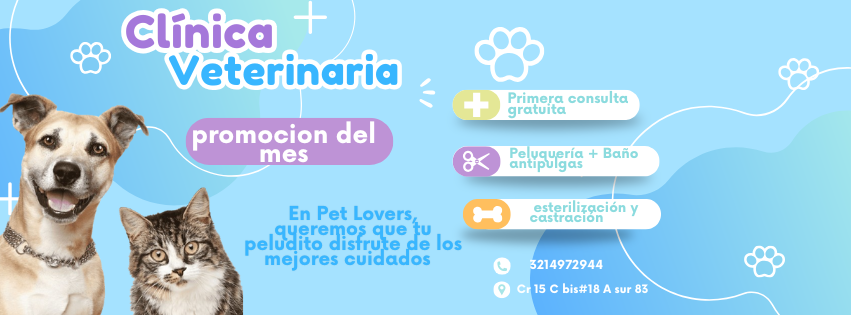 Clínica
Veterinaria
promocion del
mes
En Pet Lovers,
queremos que tu
peludito disfrute de los
mejores cuidados
Primera consulta
gratuita
Peluquería + Baño
antipulgas
esterilización y
castración
3214972944
Cr 15 C bis#18 A sur 83